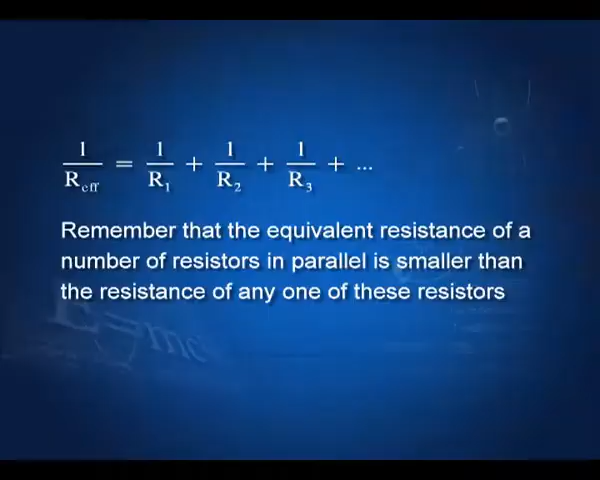 1/R_eff = 1/R_1 + 1/R_2 + 1/R_3 + ...
Remember that the equivalent resistance of a
number of resistors in parallel is smaller than
the resistance of any one of these resistors
E=mc